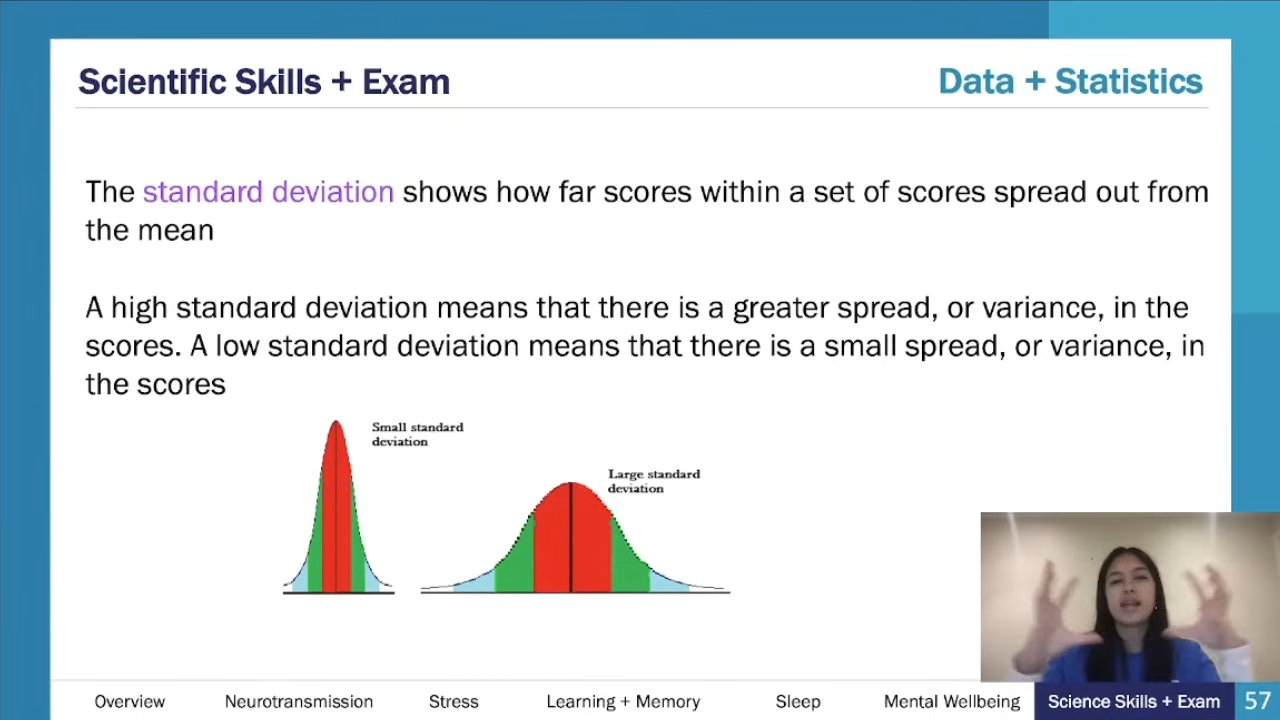 Scientific Skills + Exam
Data + Statistics
The standard deviation shows how far scores within a set of scores spread out from
the mean
A high standard deviation means that there is a greater spread, or variance, in the
scores. A low standard deviation means that there is a small spread, or variance, in
the scores
Small standard
deviation
Large standard
deviation
Overview
Neurotransmission
Stress
Learning + Memory
Sleep
Mental Wellbeing
Science Skills + Exam
57